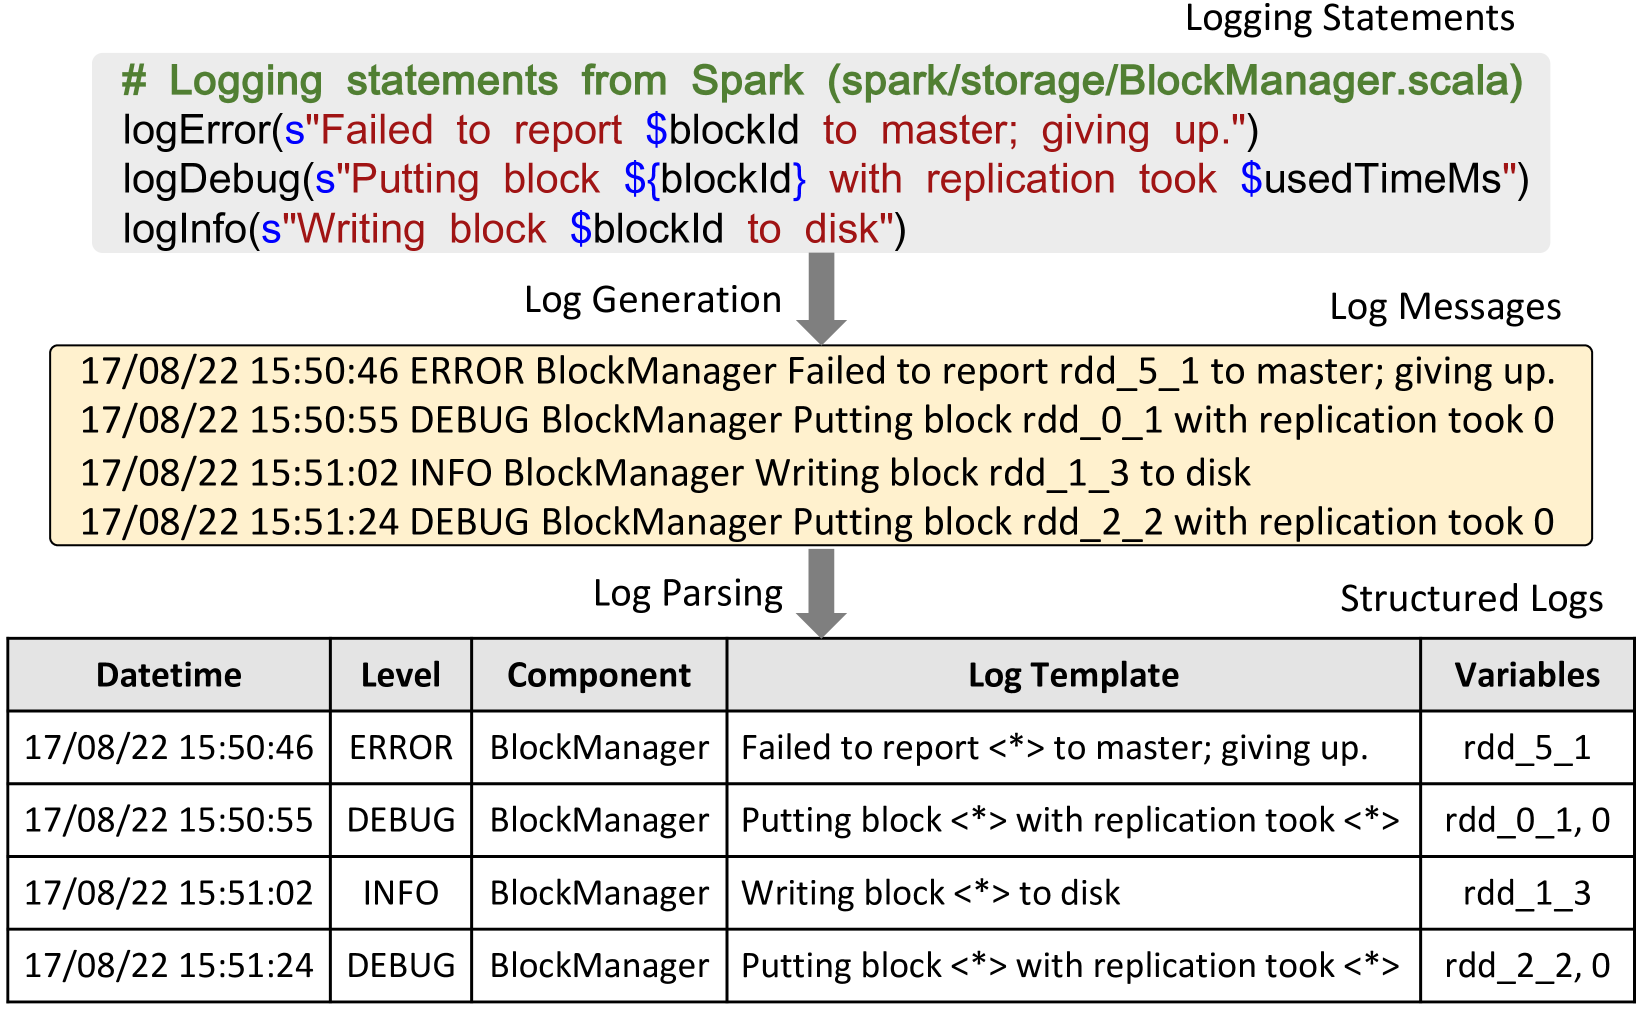 Logging Statements
# Logging statements from Spark (spark/storage/BlockManager.scala)
logError(s"Failed to report $blockId to master; giving up.")
logDebug(s"Putting block ${blockId} with replication took $usedTimeMs")
logInfo(s"Writing block $blockId to disk")
Log Generation
Log Messages
17/08/22 15:50:46 ERROR BlockManager Failed to report rdd_5_1 to master; giving up.
17/08/22 15:50:55 DEBUG BlockManager Putting block rdd_0_1 with replication took 0
17/08/22 15:51:02 INFO BlockManager Writing block rdd_1_3 to disk
17/08/22 15:51:24 DEBUG BlockManager Putting block rdd_2_2 with replication took 0
Log Parsing
Structured Logs
Datetime Level Component Log Template Variables
17/08/22 15:50:46 ERROR BlockManager Failed to report <*> to master; giving up. rdd_5_1
17/08/22 15:50:55 DEBUG BlockManager Putting block <*> with replication took <*> rdd_0_1, 0
17/08/22 15:51:02 INFO BlockManager Writing block <*> to disk rdd_1_3
17/08/22 15:51:24 DEBUG BlockManager Putting block <*> with replication took <*> rdd_2_2, 0